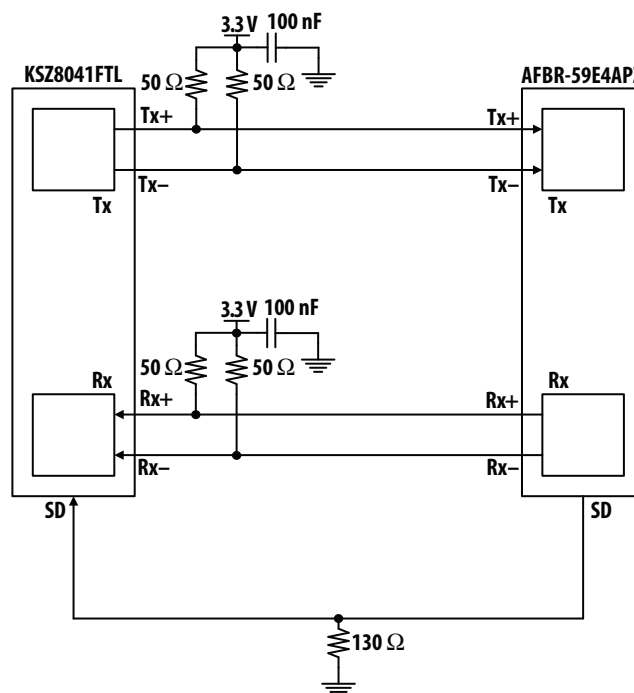 3.3 V 100 nF
KSZ8041FTL
50 Ω 50 Ω
Tx+ Tx+
Tx− Tx−
Tx Tx
3.3 V 100 nF
50 Ω 50 Ω
Rx Rx
Rx+ Rx+
Rx− Rx−
SD SD
130 Ω